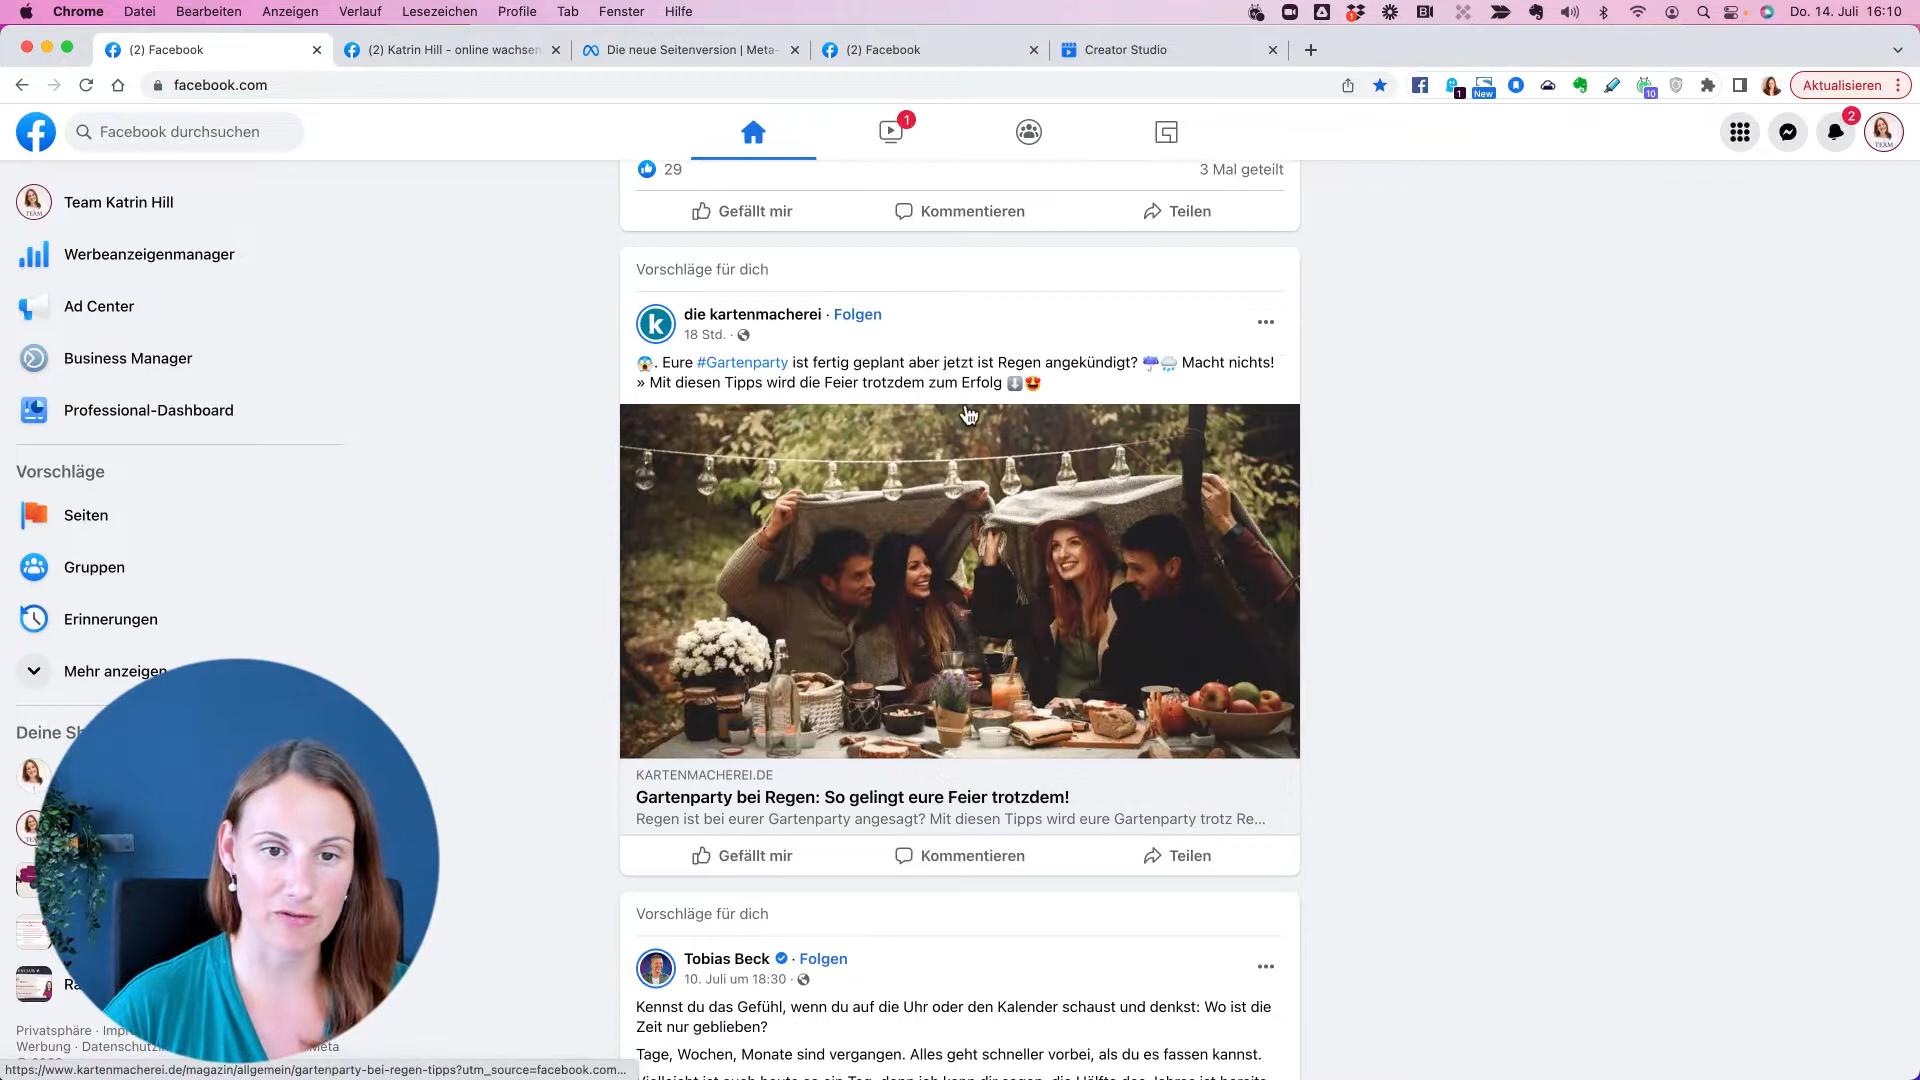 Chrome Datei Bearbeiten Anzeigen Verlauf Lesezeichen Profile Tab Fenster Hilfe Do. 14. Juli 16:10
(2) Facebook
(2) Katrin Hill - online wachsen
Die neue Seitenversion | Meta-
(2) Facebook
Creator Studio
facebook.com
1
New
10
Aktualisieren
Facebook durchsuchen
1
2
TEAM
29
3 Mal geteilt
Gefällt mir
Kommentieren
Teilen
Team Katrin Hill
Werbeanzeigenmanager
Ad Center
Business Manager
Professional-Dashboard
Vorschläge
Seiten
Gruppen
Erinnerungen
Mehr anzeigen
Deine Sh
Ra
Privatsphäre · Imp
Werbung · Datenschutzi
Meta
Vorschläge für dich
die kartenmacherei · Folgen
18 Std. ·
😱. Eure #Gartenparty ist fertig geplant aber jetzt ist Regen angekündigt? ☔🌧 Macht nichts!
» Mit diesen Tipps wird die Feier trotzdem zum Erfolg ⬇️😍
KARTENMACHEREI.DE
Gartenparty bei Regen: So gelingt eure Feier trotzdem!
Regen ist bei eurer Gartenparty angesagt? Mit diesen Tipps wird eure Gartenparty trotz Re...
Gefällt mir
Kommentieren
Teilen
Vorschläge für dich
Tobias Beck · Folgen
10. Juli um 18:30 ·
Kennst du das Gefühl, wenn du auf die Uhr oder den Kalender schaust und denkst: Wo ist die
Zeit nur geblieben?
Tage, Wochen, Monate sind vergangen. Alles geht schneller vorbei, als du es fassen kannst.
https://www.kartenmacherei.de/magazin/allgemein/gartenparty-bei-regen-tipps?utm_source=facebook.com...